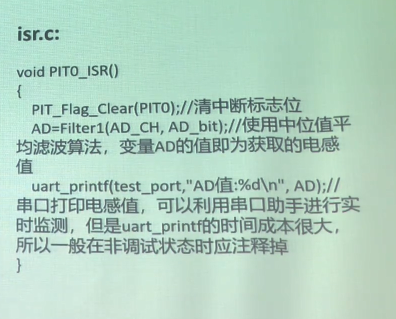 isr.c:
void PIT0_ISR()
{
PIT_Flag_Clear(PIT0);//清中断标志位
AD=Filter1(AD_CH, AD_bit);//使用中位值平
均滤波算法，变量AD的值即为获取的电感
值
uart_printf(test_port,"AD值:%d\n", AD);//
串口打印电感值，可以利用串口助手进行实
时监测，但是uart_printf的时间成本很大，
所以一般在非调试状态时应注释掉
}